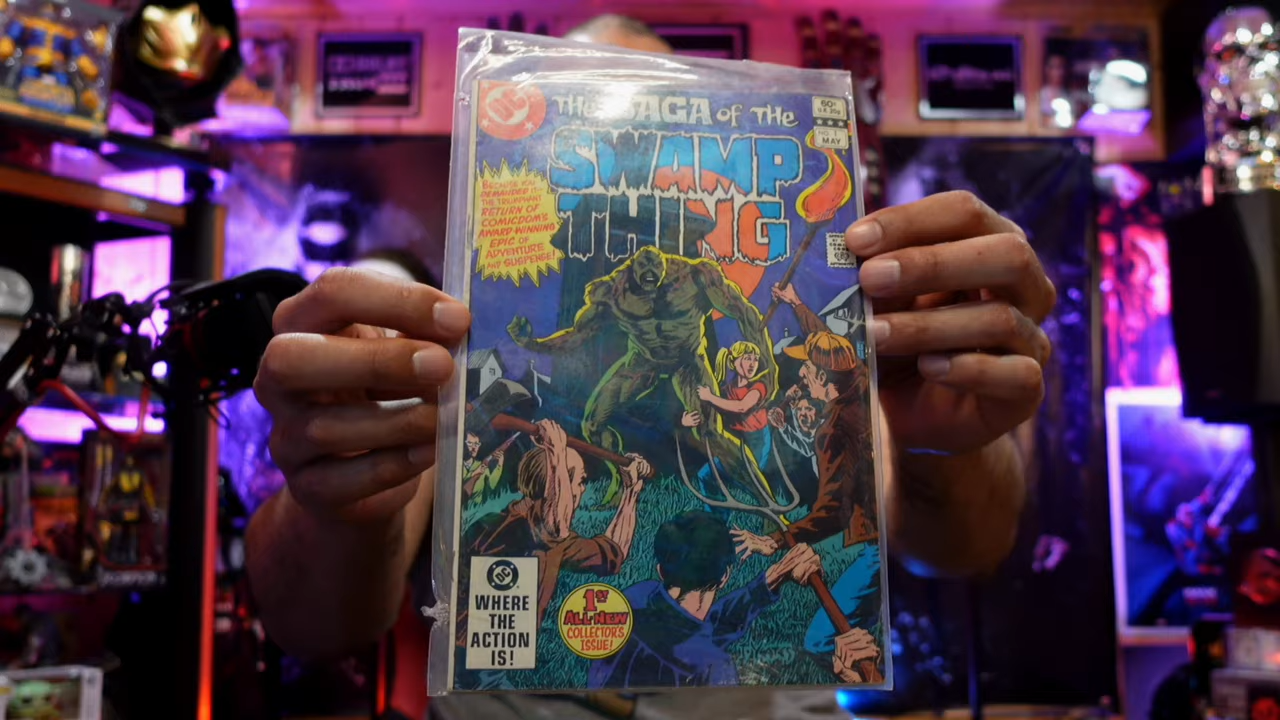 DC
THE SAGA OF THE
SWAMP
THING
60¢
NO. 1
MAY
BECAUSE YOU
DEMANDED IT—
THE TRIUMPHANT
RETURN OF
COMICDOM'S
AWARD-WINNING
EPIC OF
ADVENTURE
AND SUSPENSE!
DC
WHERE
THE
ACTION
IS!
1ST
ALL-NEW
COLLECTOR'S
ISSUE!